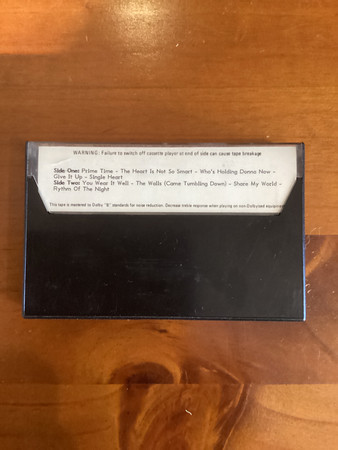 WARNING: Failure to switch off cassette player at end of side can cause tape breakage
Side One: Prime Time - The Heart Is Not So Smart - Who's Holding Donna Now -
Give It Up - Single Heart
Side Two: You Wear It Well - The Walls (Came Tumbling Down) - Share My World -
Rythm Of The Night
This tape is mastered to Dolby "B" standards for noise reduction. Decrease treble response when playing on non-Dolbyised equipment